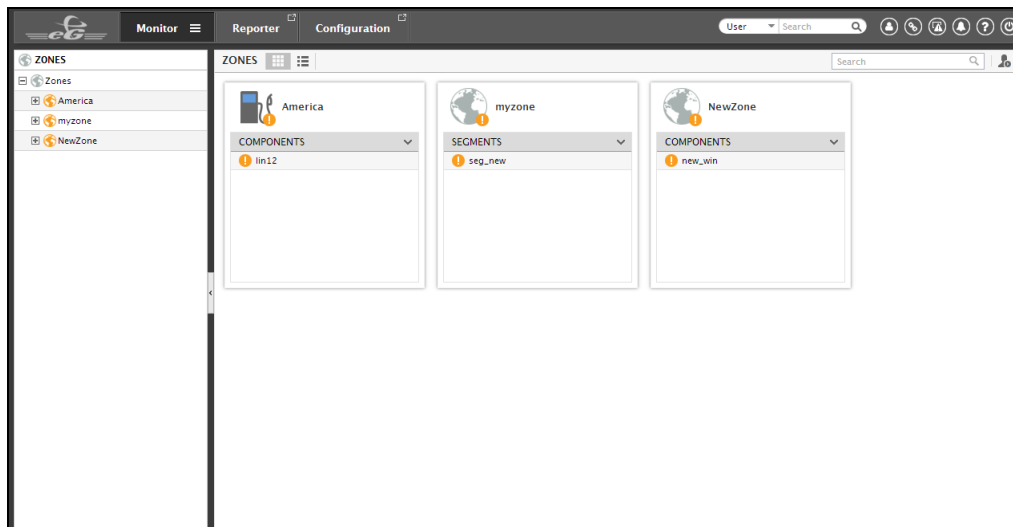 eG Monitor Reporter Configuration User Search
ZONES
Zones
America
myzone
NewZone
ZONES Search
America
COMPONENTS
! lin12
myzone
SEGMENTS
! seg_new
NewZone
COMPONENTS
! new_win